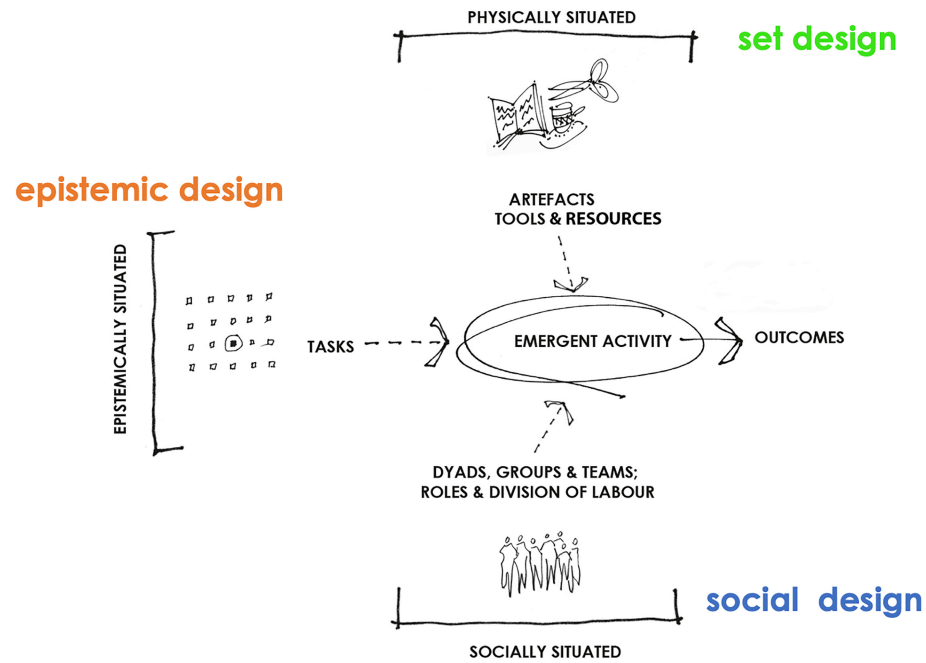 PHYSICALLY SITUATED
set design
epistemic design
ARTEFACTS
TOOLS & RESOURCES
EPISTEMICALLY SITUATED
TASKS
EMERGENT ACTIVITY
OUTCOMES
DYADS, GROUPS & TEAMS;
ROLES & DIVISION OF LABOUR
social design
SOCIALLY SITUATED